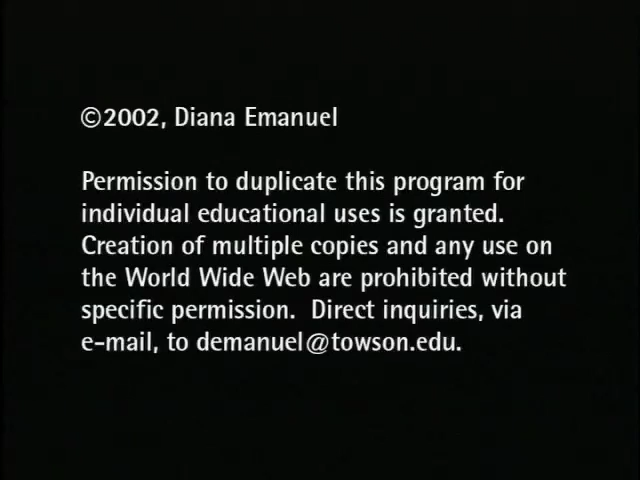 ©2002, Diana Emanuel
Permission to duplicate this program for
individual educational uses is granted.
Creation of multiple copies and any use on
the World Wide Web are prohibited without
specific permission.  Direct inquiries, via
e-mail, to demanuel@towson.edu.